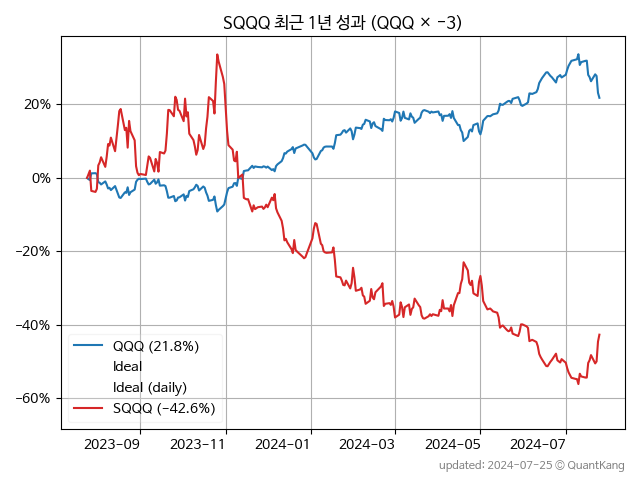 SQQQ 최근 1년 성과 (QQQ × −3)
20%
0%
−20%
−40%
−60%
QQQ (21.8%)
Ideal
Ideal (daily)
SQQQ (−42.6%)
2023−09 2023−11 2024−01 2024−03 2024−05 2024−07
updated: 2024-07-25 © QuantKang